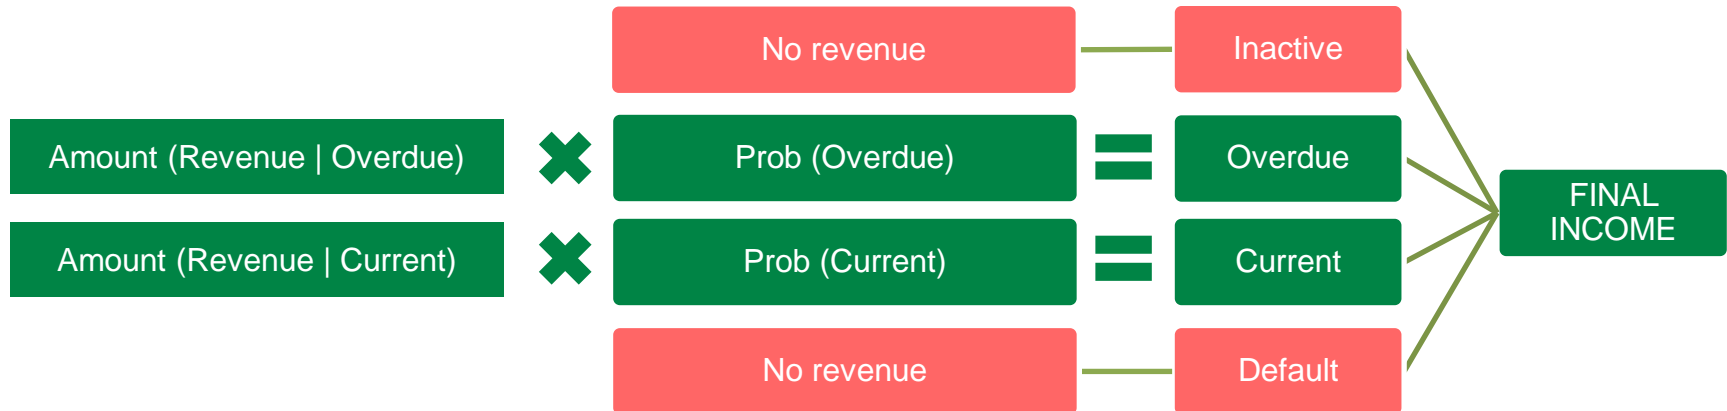 No revenue
Inactive
Amount (Revenue | Overdue)
Prob (Overdue)
Overdue
FINAL
INCOME
Amount (Revenue | Current)
Prob (Current)
Current
No revenue
Default